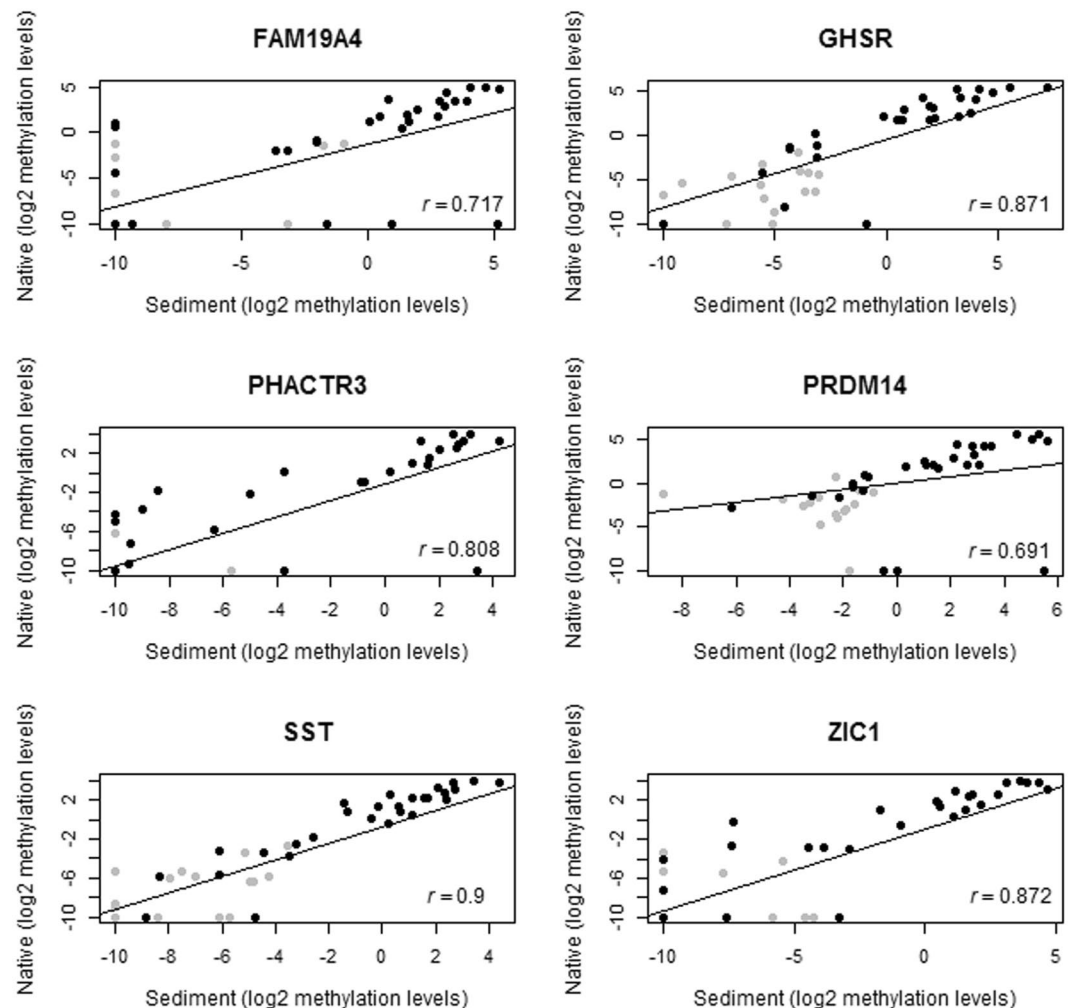 FAM19A4
Native (log2 methylation levels)
5
0
-5
-10
r = 0.717
-10 -5 0 5
Sediment (log2 methylation levels)
GHSR
Native (log2 methylation levels)
5
0
-5
-10
r = 0.871
-10 -5 0 5
Sediment (log2 methylation levels)
PHACTR3
Native (log2 methylation levels)
2
-2
-6
-10
r = 0.808
-10 -8 -6 -4 -2 0 2 4
Sediment (log2 methylation levels)
PRDM14
Native (log2 methylation levels)
5
0
-5
-10
r = 0.691
-8 -6 -4 -2 0 2 4 6
Sediment (log2 methylation levels)
SST
Native (log2 methylation levels)
2
-2
-6
-10
r = 0.9
-10 -8 -6 -4 -2 0 2 4
Sediment (log2 methylation levels)
ZIC1
Native (log2 methylation levels)
2
-2
-6
-10
r = 0.872
-10 -5 0 5
Sediment (log2 methylation levels)